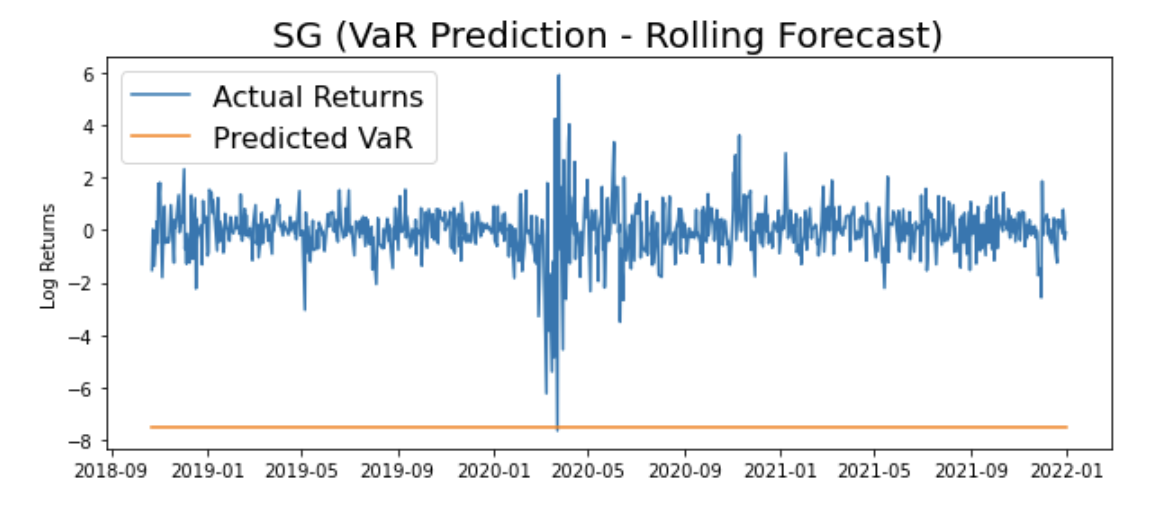 SG (VaR Prediction - Rolling Forecast)
Actual Returns
Predicted VaR
Log Returns
6
4
2
0
−2
−4
−6
−8
2018-09 2019-01 2019-05 2019-09 2020-01 2020-05 2020-09 2021-01 2021-05 2021-09 2022-01